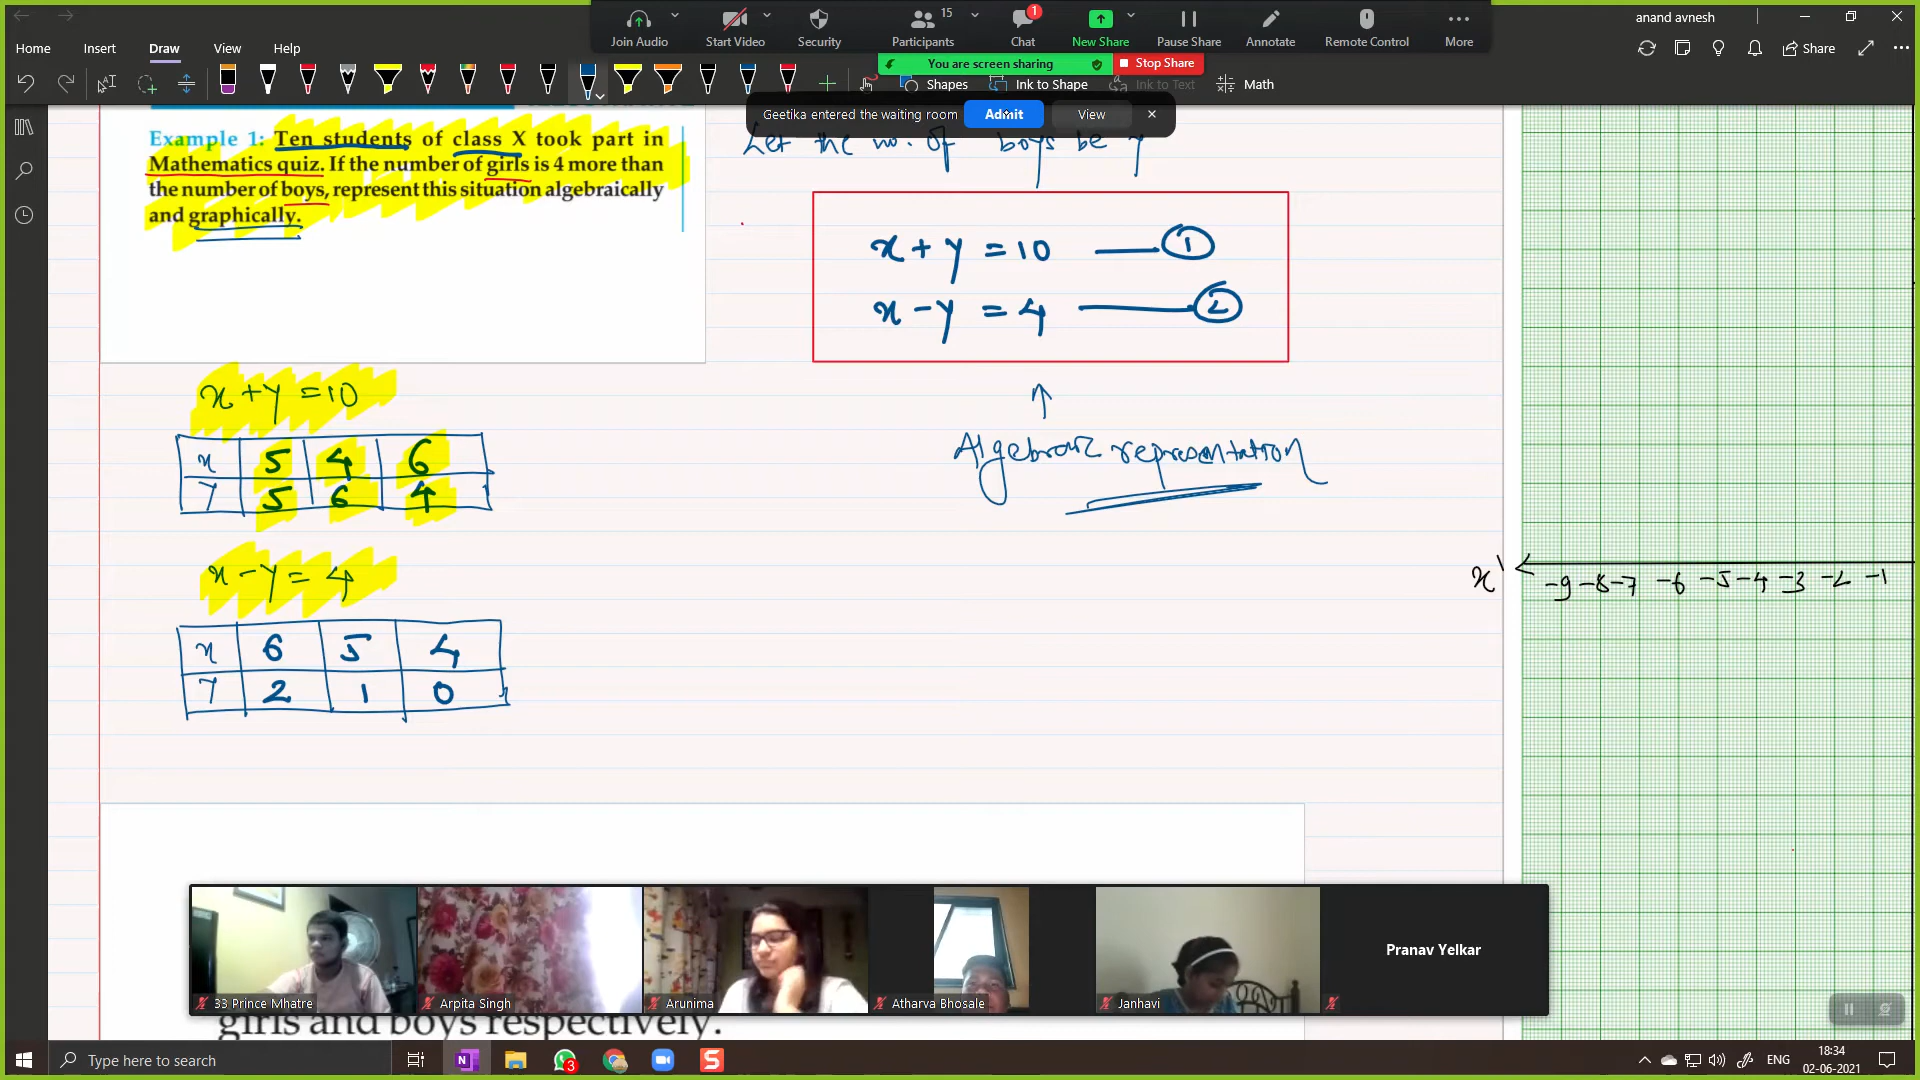 anand avnesh
15
1
Join Audio Start Video Security Participants Chat New Share Pause Share Annotate Remote Control More
Home Insert Draw View Help
Share
You are screen sharing Stop Share
Shapes Ink to Shape Ink to Text Math
Geetika entered the waiting room Admit View
Example 1: Ten students of class X took part in
Mathematics quiz. If the number of girls is 4 more than
the number of boys, represent this situation algebraically
and graphically.
Let the no. of boys be y
x + y = 10 —— 1
x - y = 4 —— 2
Algebraic representation
x + y = 10
x 5 4 6
y 5 6 4
x - y = 4
x 6 5 4
y 2 1 0
x' -9 -8 -7 -6 -5 -4 -3 -2 -1
33 Prince Mhatre
Arpita Singh
Arunima
Atharva Bhosale
Janhavi
Pranav Yelkar
girls and boys respectively.
Type here to search
3
ENG
18:34
02-06-2021